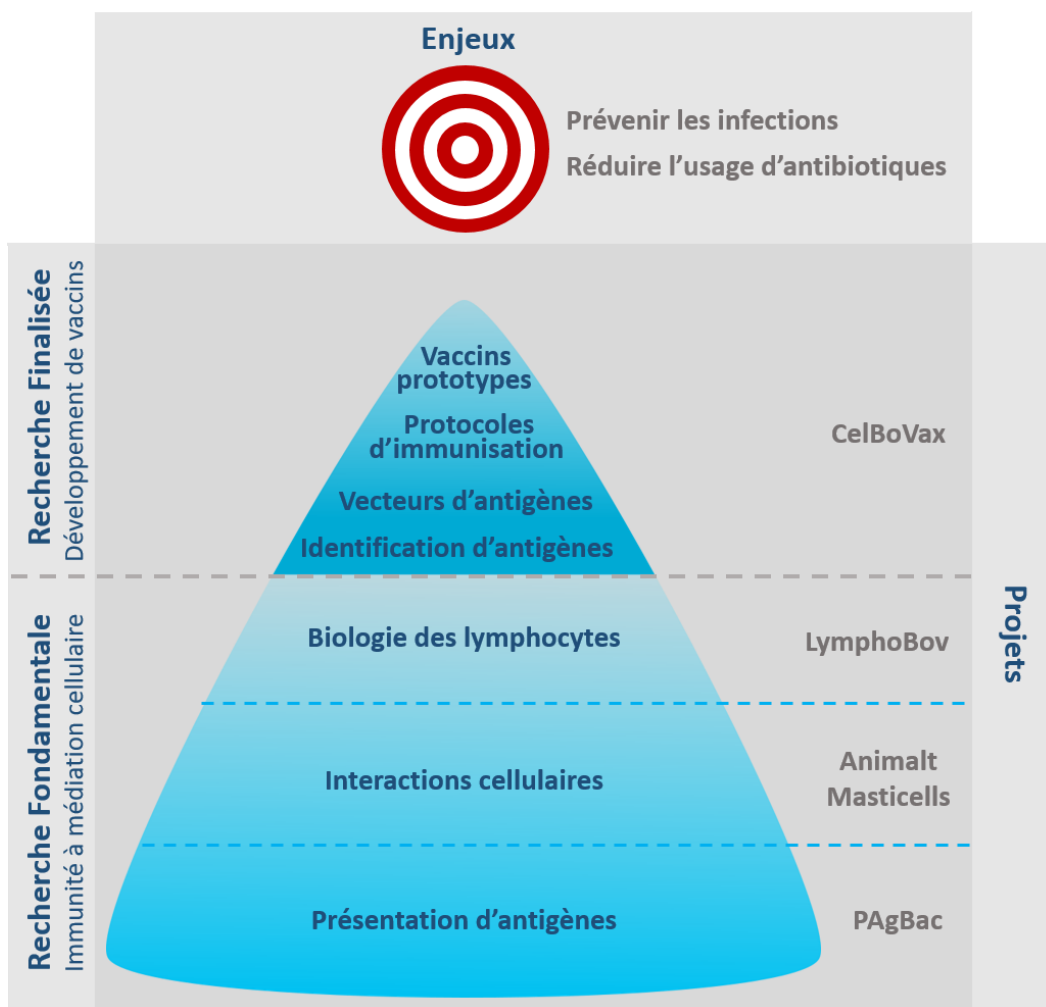 Enjeux
Prévenir les infections
Réduire l’usage d’antibiotiques
Recherche Finalisée
Développement de vaccins
Vaccins
prototypes
Protocoles
d’immunisation
Vecteurs d’antigènes
Identification d’antigènes
CelBoVax
Projets
Recherche Fondamentale
Immunité à médiation cellulaire
Biologie des lymphocytes
LymphoBov
Interactions cellulaires
Animalt
Masticells
Présentation d’antigènes
PAgBac